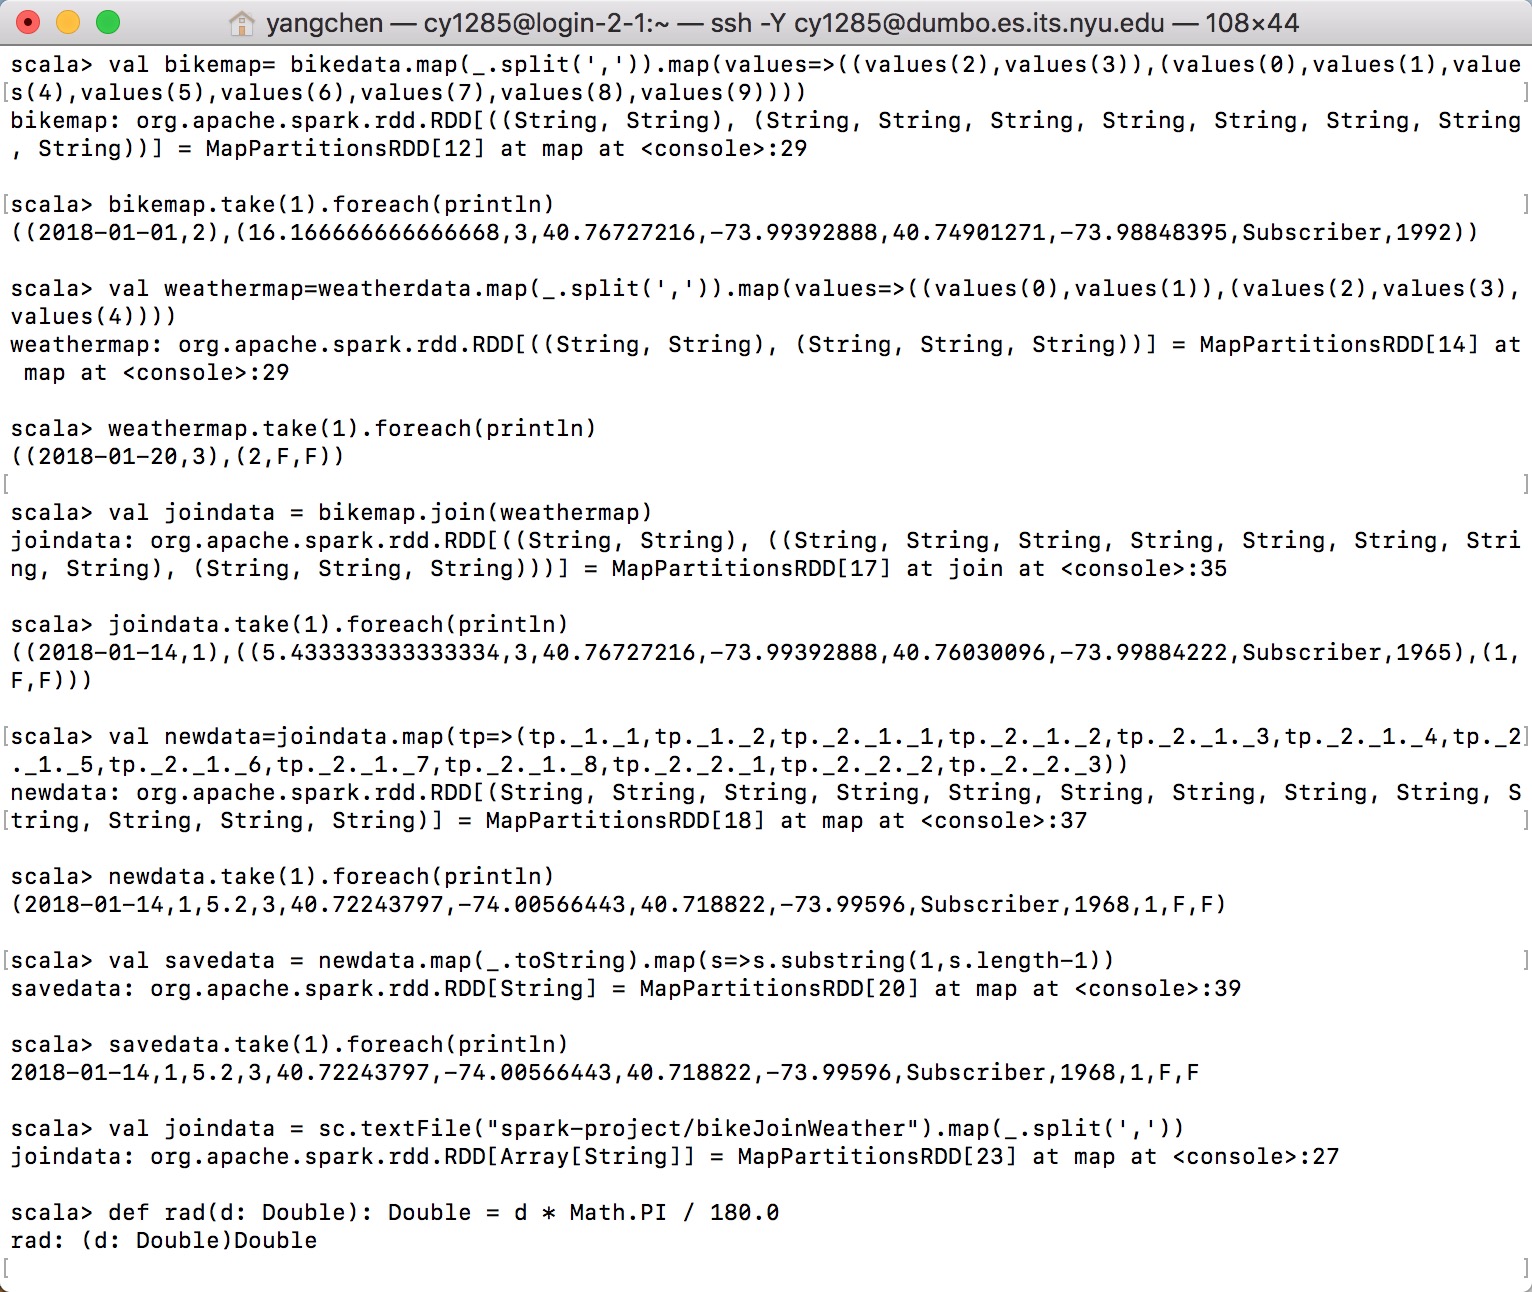 yangchen — cy1285@login-2-1:~ — ssh -Y cy1285@dumbo.es.its.nyu.edu — 108×44
scala> val bikemap= bikedata.map(_.split(',')).map(values=>((values(2),values(3)),(values(0),values(1),value
[s(4),values(5),values(6),values(7),values(8),values(9)))) ]
bikemap: org.apache.spark.rdd.RDD[((String, String), (String, String, String, String, String, String, String
, String))] = MapPartitionsRDD[12] at map at <console>:29
[scala> bikemap.take(1).foreach(println) ]
((2018-01-01,2),(16.166666666666668,3,40.76727216,-73.99392888,40.74901271,-73.98848395,Subscriber,1992))
scala> val weathermap=weatherdata.map(_.split(',')).map(values=>((values(0),values(1)),(values(2),values(3),
values(4))))
weathermap: org.apache.spark.rdd.RDD[((String, String), (String, String, String))] = MapPartitionsRDD[14] at
 map at <console>:29
scala> weathermap.take(1).foreach(println)
((2018-01-20,3),(2,F,F))
[ ]
scala> val joindata = bikemap.join(weathermap)
joindata: org.apache.spark.rdd.RDD[((String, String), ((String, String, String, String, String, String, Stri
ng, String), (String, String, String)))] = MapPartitionsRDD[17] at join at <console>:35
scala> joindata.take(1).foreach(println)
((2018-01-14,1),((5.433333333333334,3,40.76727216,-73.99392888,40.76030096,-73.99884222,Subscriber,1965),(1,
F,F)))
[scala> val newdata=joindata.map(tp=>(tp._1._1,tp._1._2,tp._2._1._1,tp._2._1._2,tp._2._1._3,tp._2._1._4,tp._2]
._1._5,tp._2._1._6,tp._2._1._7,tp._2._1._8,tp._2._2._1,tp._2._2._2,tp._2._2._3))
newdata: org.apache.spark.rdd.RDD[(String, String, String, String, String, String, String, String, String, S
[tring, String, String, String)] = MapPartitionsRDD[18] at map at <console>:37 ]
scala> newdata.take(1).foreach(println)
(2018-01-14,1,5.2,3,40.72243797,-74.00566443,40.718822,-73.99596,Subscriber,1968,1,F,F)
[scala> val savedata = newdata.map(_.toString).map(s=>s.substring(1,s.length-1)) ]
savedata: org.apache.spark.rdd.RDD[String] = MapPartitionsRDD[20] at map at <console>:39
scala> savedata.take(1).foreach(println)
2018-01-14,1,5.2,3,40.72243797,-74.00566443,40.718822,-73.99596,Subscriber,1968,1,F,F
scala> val joindata = sc.textFile("spark-project/bikeJoinWeather").map(_.split(','))
joindata: org.apache.spark.rdd.RDD[Array[String]] = MapPartitionsRDD[23] at map at <console>:27
scala> def rad(d: Double): Double = d * Math.PI / 180.0
rad: (d: Double)Double
[ ]